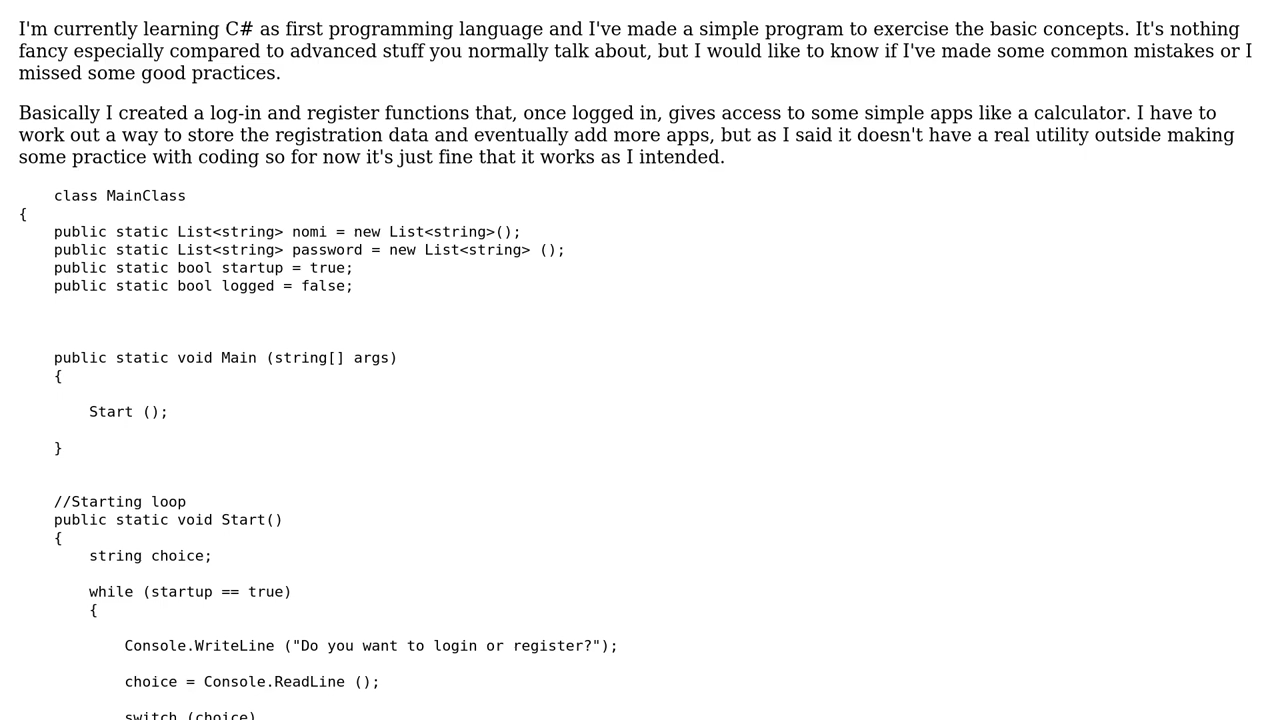 I'm currently learning C# as first programming language and I've made a simple program to exercise the basic concepts. It's nothing
fancy especially compared to advanced stuff you normally talk about, but I would like to know if I've made some common mistakes or I
missed some good practices.
Basically I created a log-in and register functions that, once logged in, gives access to some simple apps like a calculator. I have to
work out a way to store the registration data and eventually add more apps, but as I said it doesn't have a real utility outside making
some practice with coding so for now it's just fine that it works as I intended.
    class MainClass
{
    public static List<string> nomi = new List<string>();
    public static List<string> password = new List<string> ();
    public static bool startup = true;
    public static bool logged = false;
    public static void Main (string[] args)
    {
        Start ();
    }
    //Starting loop
    public static void Start()
    {
        string choice;
        while (startup == true)
        {
            Console.WriteLine ("Do you want to login or register?");
            choice = Console.ReadLine ();
            switch (choice)